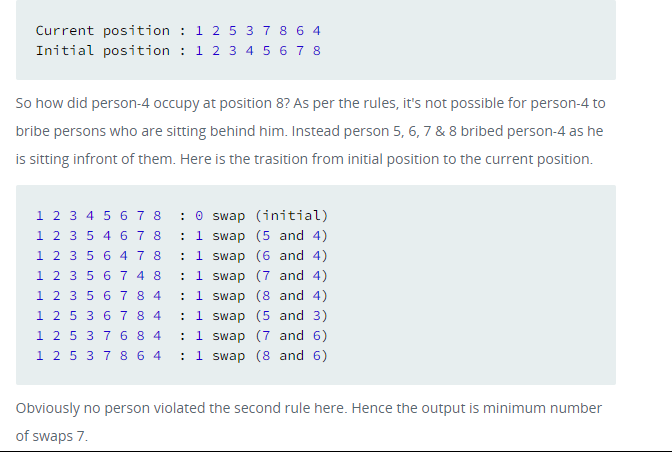 Current position : 1 2 5 3 7 8 6 4
Initial position : 1 2 3 4 5 6 7 8
So how did person-4 occupy at position 8? As per the rules, it's not possible for person-4 to
bribe persons who are sitting behind him. Instead person 5, 6, 7 & 8 bribed person-4 as he
is sitting infront of them. Here is the trasition from initial position to the current position.
1 2 3 4 5 6 7 8 : 0 swap (initial)
1 2 3 5 4 6 7 8 : 1 swap (5 and 4)
1 2 3 5 6 4 7 8 : 1 swap (6 and 4)
1 2 3 5 6 7 4 8 : 1 swap (7 and 4)
1 2 3 5 6 7 8 4 : 1 swap (8 and 4)
1 2 5 3 6 7 8 4 : 1 swap (5 and 3)
1 2 5 3 7 6 8 4 : 1 swap (7 and 6)
1 2 5 3 7 8 6 4 : 1 swap (8 and 6)
Obviously no person violated the second rule here. Hence the output is minimum number
of swaps 7.